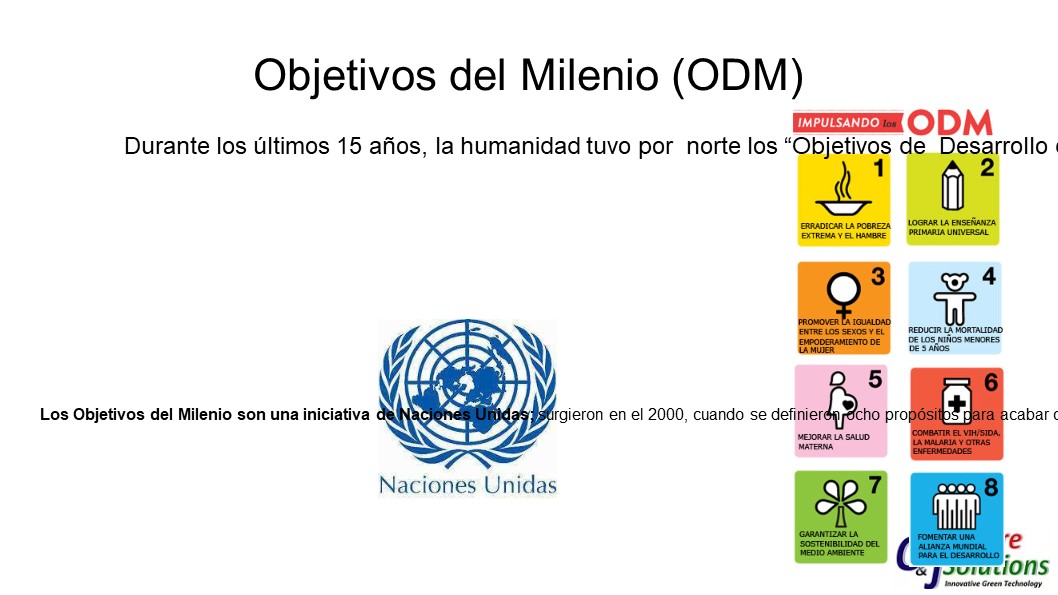 Objetivos del Milenio (ODM)
IMPULSANDO los ODM
Durante los últimos 15 años, la humanidad tuvo por  norte los “Objetivos de  Desarrollo
1
ERRADICAR LA POBREZA
EXTREMA Y EL HAMBRE
2
LOGRAR LA ENSEÑANZA
PRIMARIA UNIVERSAL
3
PROMOVER LA IGUALDAD
ENTRE LOS SEXOS Y EL
EMPODERAMIENTO DE
LA MUJER
4
REDUCIR LA MORTALIDAD
DE LOS NIÑOS MENORES
DE 5 AÑOS
Los Objetivos del Milenio son una iniciativa de Naciones Unidas: surgieron en el 2000, cuando se definieron ocho propósitos para acabar
5
MEJORAR LA SALUD
MATERNA
6
COMBATIR EL VIH/SIDA,
LA MALARIA Y OTRAS
ENFERMEDADES
Naciones Unidas
7
GARANTIZAR LA
SOSTENIBILIDAD DEL
MEDIO AMBIENTE
8
FOMENTAR UNA
ALIANZA MUNDIAL
PARA EL DESARROLLO
Solutions
Innovative Green Technology